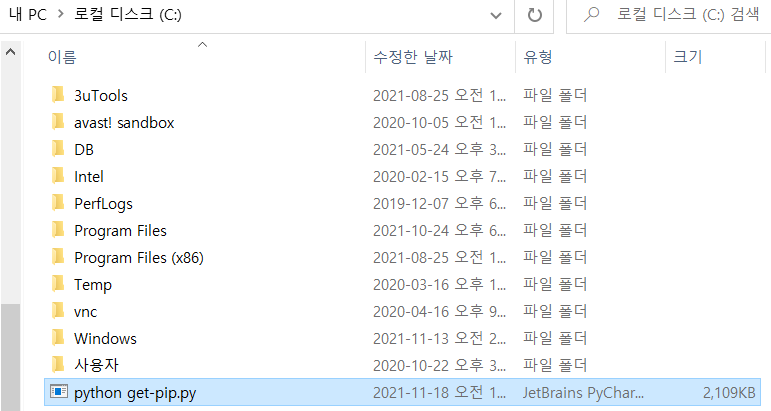 내 PC > 로컬 디스크 (C:) 로컬 디스크 (C:) 검색
이름 수정한 날짜 유형 크기
3uTools 2021-08-25 오전 1... 파일 폴더
avast! sandbox 2020-10-05 오전 1... 파일 폴더
DB 2021-05-24 오후 3... 파일 폴더
Intel 2020-02-15 오후 7... 파일 폴더
PerfLogs 2019-12-07 오후 6... 파일 폴더
Program Files 2021-10-24 오후 6... 파일 폴더
Program Files (x86) 2021-08-25 오전 1... 파일 폴더
Temp 2020-03-16 오전 1... 파일 폴더
vnc 2020-04-16 오후 9... 파일 폴더
Windows 2021-11-13 오전 2... 파일 폴더
사용자 2020-10-22 오후 3... 파일 폴더
python get-pip.py 2021-11-18 오전 1... JetBrains PyChar... 2,109KB